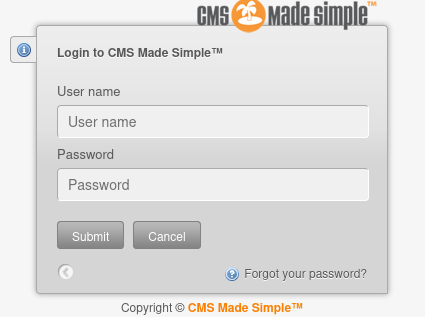 CMS made simple™
Login to CMS Made Simple™
User name
User name
Password
Password
Submit Cancel
Forgot your password?
Copyright © CMS Made Simple™